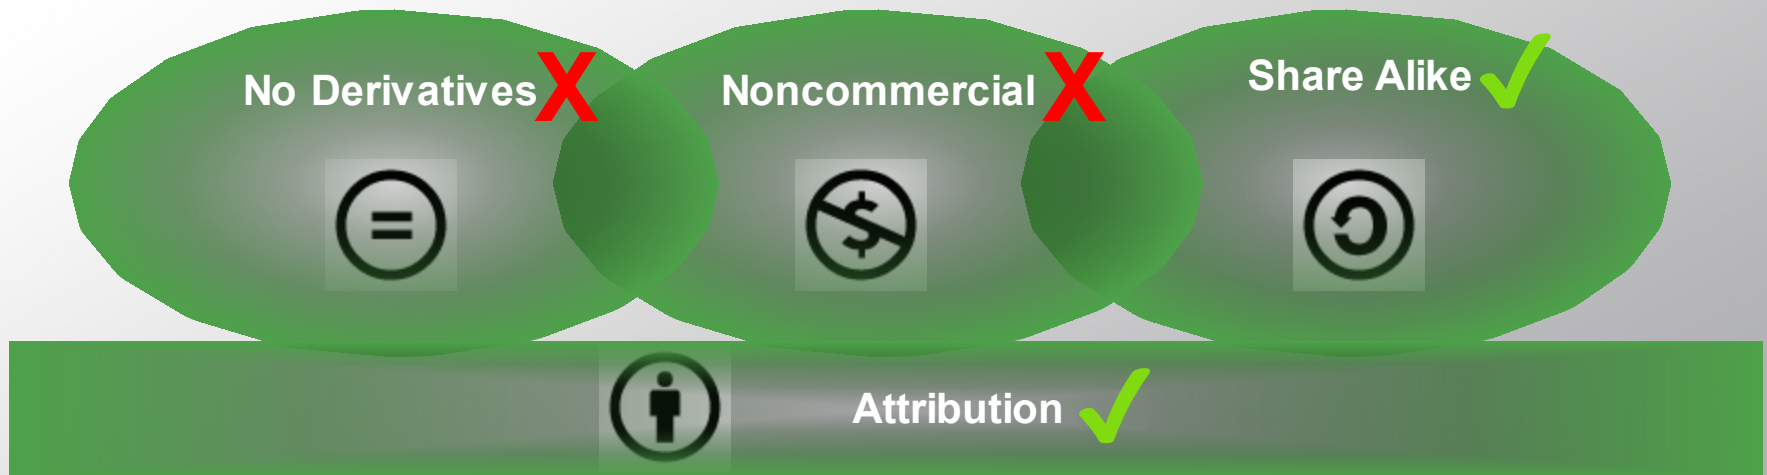 No Derivatives X
Noncommercial X
Share Alike
Attribution